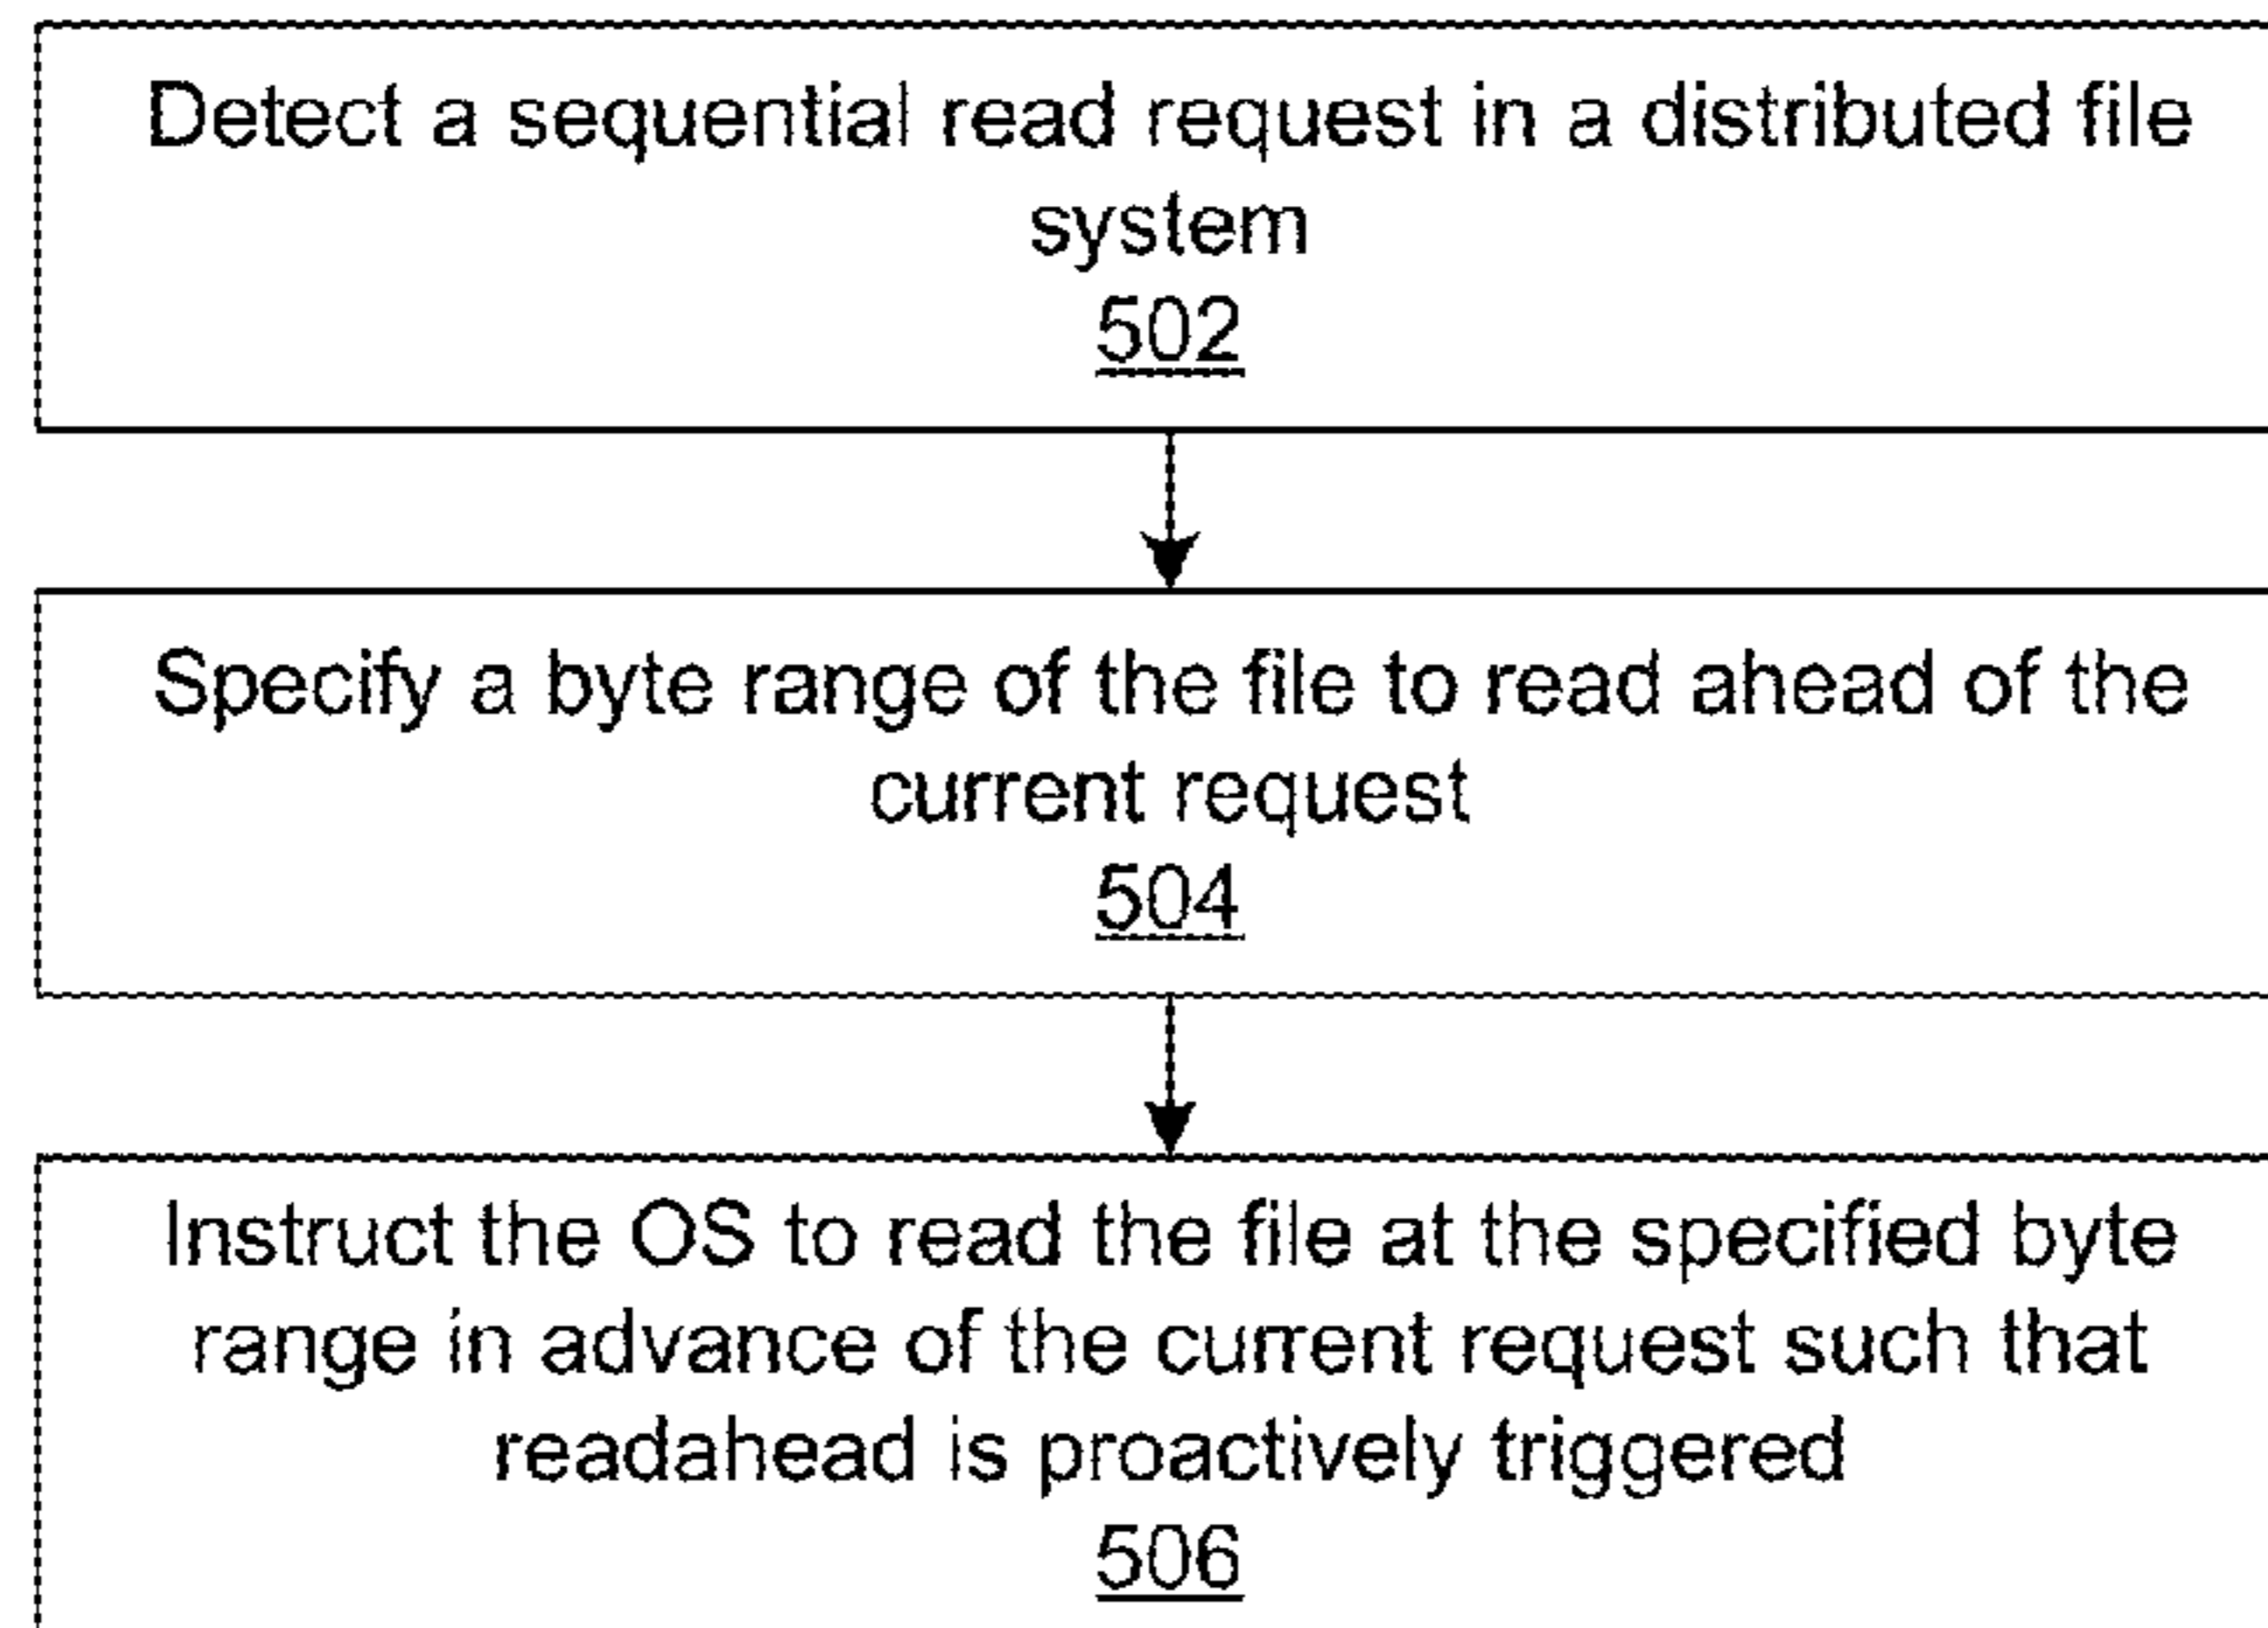 Detect a sequential read request in a distributed file
system
502
Specify a byte range of the file to read ahead of the
current request
504
Instruct the OS to read the file at the specified byte
range in advance of the current request such that
readahead is proactively triggered
506